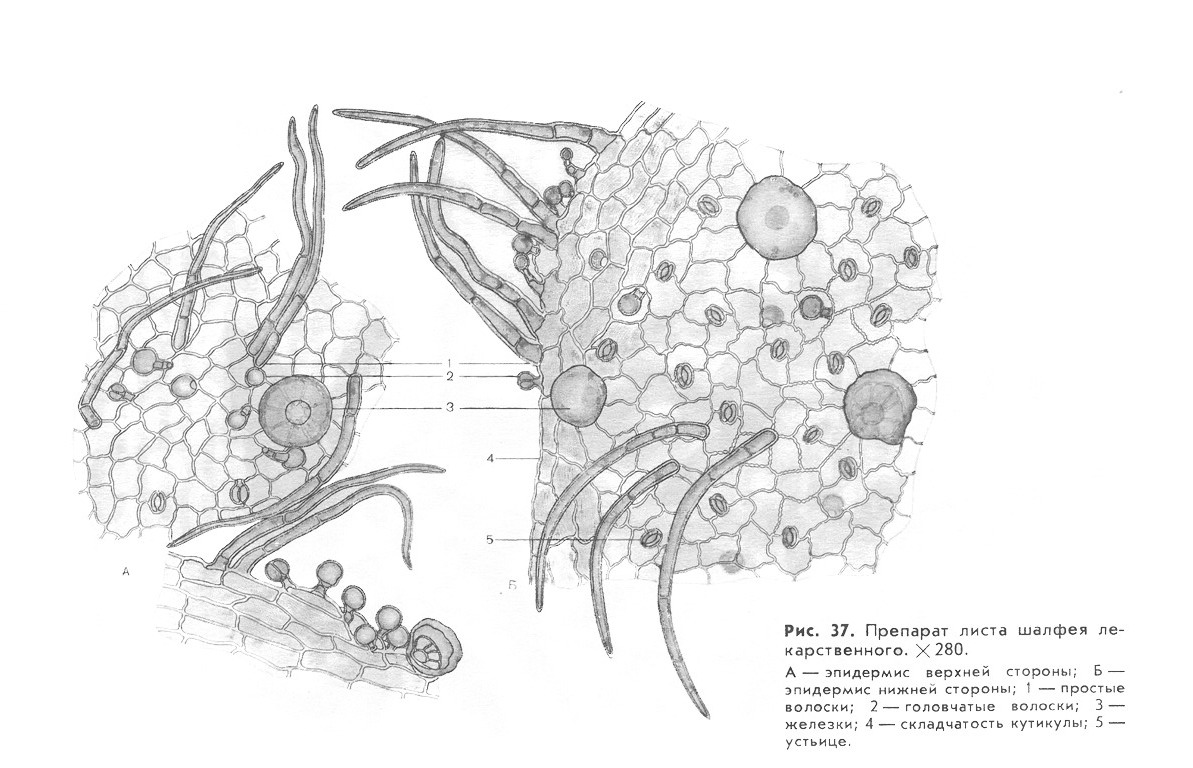 1
2
3
4
5
А
Б
Рис. 37. Препарат листа шалфея ле-
карственного. × 280.
А — эпидермис верхней стороны; Б —
эпидермис нижней стороны; 1 — простые
волоски; 2 — головчатые волоски; 3 —
железки; 4 — складчатость кутикулы; 5 —
устьице.